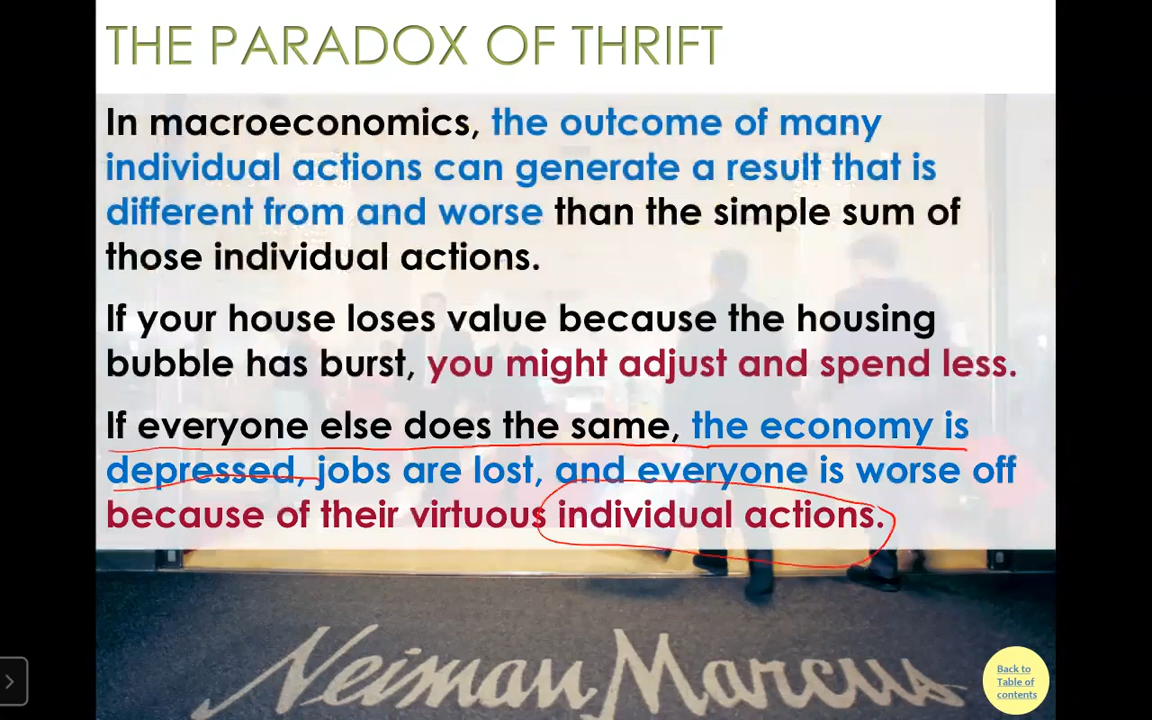 THE PARADOX OF THRIFT
In macroeconomics, the outcome of many
individual actions can generate a result that is
different from and worse than the simple sum of
those individual actions.
If your house loses value because the housing
bubble has burst, you might adjust and spend less.
If everyone else does the same, the economy is
depressed, jobs are lost, and everyone is worse off
because of their virtuous individual actions.
Neiman Marcus
Back to
Table of
contents